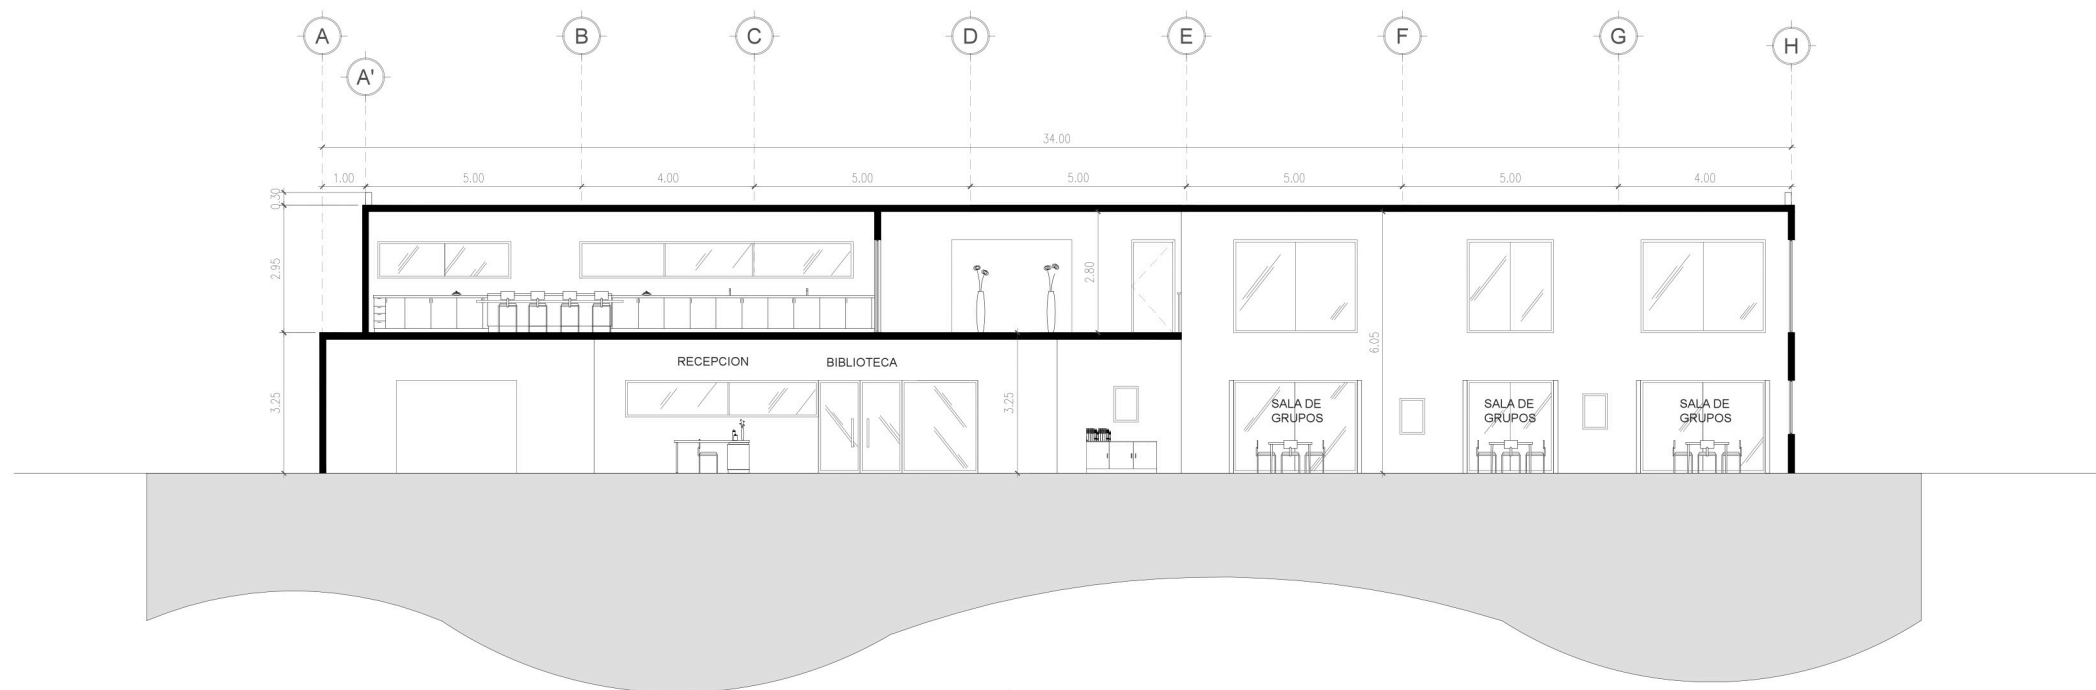 A
B
C
D
E
F
G
H
A'
34.00
1.00
5.00
4.00
5.00
5.00
5.00
5.00
4.00
0.30
2.95
2.80
3.25
3.25
6.05
RECEPCION
BIBLIOTECA
SALA DE
GRUPOS
SALA DE
GRUPOS
SALA DE
GRUPOS